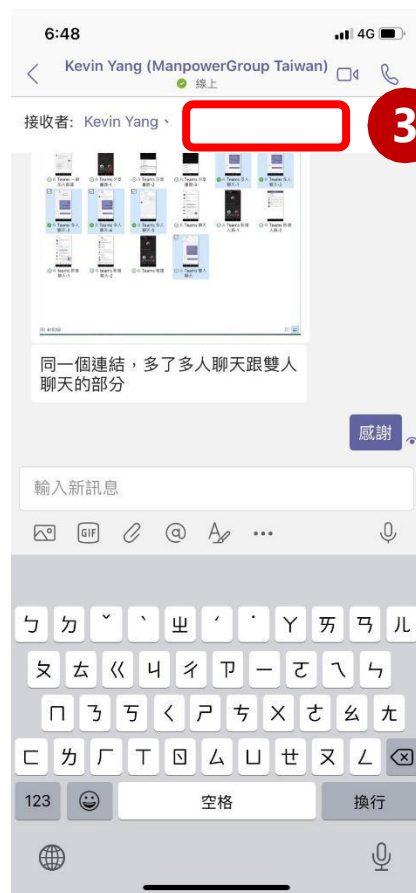 6:48
4G
Kevin Yang (ManpowerGroup Taiwan)
線上
接收者: Kevin Yang、
3
同一個連結，多了多人聊天跟雙人
聊天的部分
感謝
輸入新訊息
GIF
ㄅ ㄉ ˇ ˋ ㄓ ˊ ˙ ㄚ ㄞ ㄢ ㄦ
ㄆ ㄊ ㄍ ㄐ ㄔ ㄗ ㄧ ㄛ ㄟ ㄣ
ㄇ ㄋ ㄎ ㄑ ㄕ ㄘ ㄨ ㄜ ㄠ ㄤ
ㄈ ㄌ ㄏ ㄒ ㄖ ㄙ ㄩ ㄝ ㄡ ㄥ
123 空格 換行